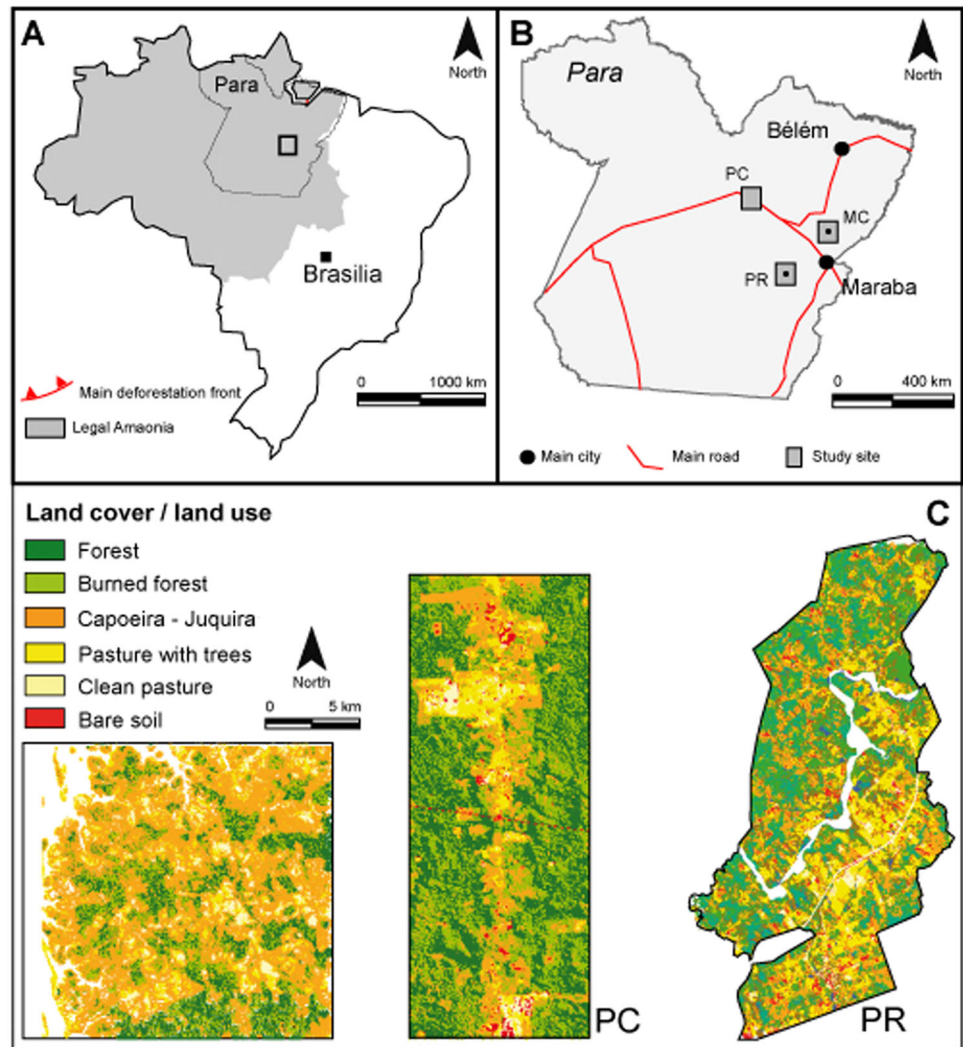 A
North
Para
Brasilia
0 1000 km
Main deforestation front
Legal Amaonia
B
North
Para
Bélém
PC
MC
PR
Maraba
0 400 km
Main city
Main road
Study site
C
Land cover / land use
Forest
Burned forest
Capoeira - Juquira
Pasture with trees
Clean pasture
Bare soil
North
0 5 km
PC
PR